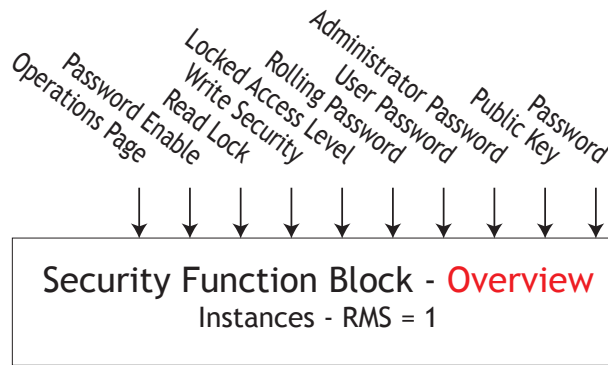 Operations Page
Password Enable
Read Lock
Write Security
Locked Access Level
Rolling Password
User Password
Administrator Password
Public Key
Password
Security Function Block - Overview
Instances - RMS = 1